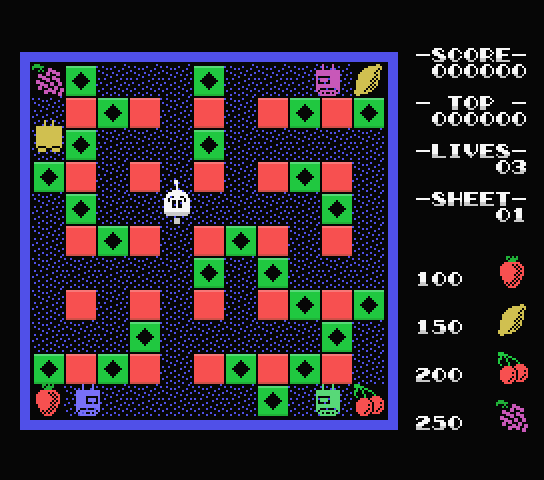 -SCORE-
000000
- TOP -
000000
-LIVES-
03
-SHEET-
01
100
150
200
250